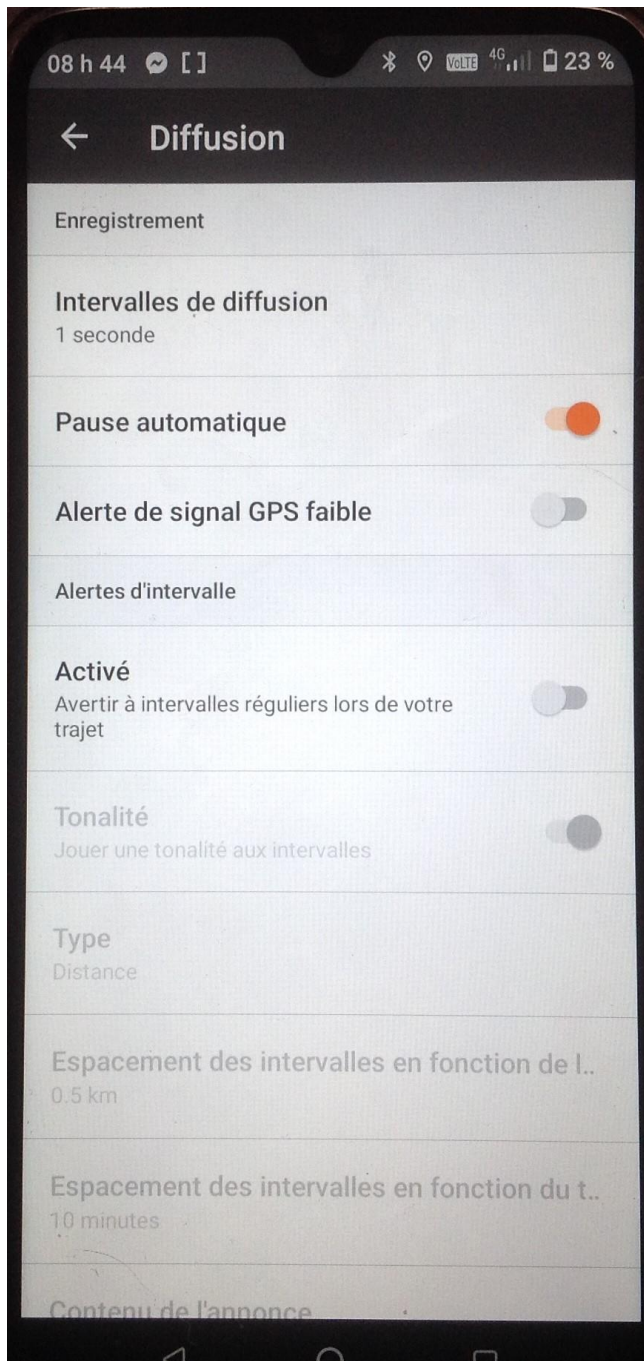 08 h 44 [ ] VoLTE 4G 23 %
Diffusion
Enregistrement
Intervalles de diffusion
1 seconde
Pause automatique
Alerte de signal GPS faible
Alertes d'intervalle
Activé
Avertir à intervalles réguliers lors de votre
trajet
Tonalité
Jouer une tonalité aux intervalles
Type
Distance
Espacement des intervalles en fonction de l..
0.5 km
Espacement des intervalles en fonction du t..
10 minutes
Contenu de l'annonce